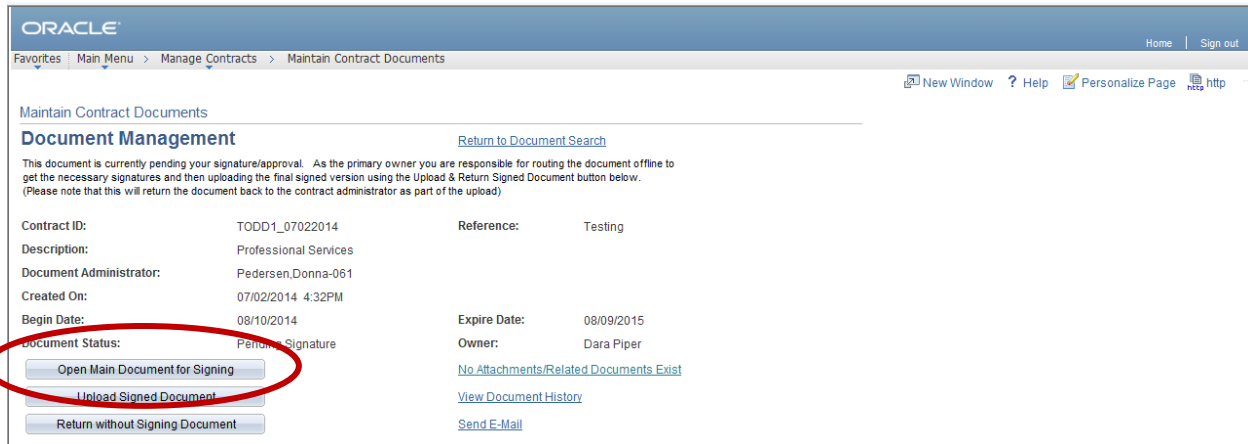 ORACLE
Home | Sign out
Favorites | Main Menu > Manage Contracts > Maintain Contract Documents
New Window ? Help Personalize Page http
Maintain Contract Documents
Document Management Return to Document Search
This document is currently pending your signature/approval. As the primary owner you are responsible for routing the document offline to
get the necessary signatures and then uploading the final signed version using the Upload & Return Signed Document button below.
(Please note that this will return the document back to the contract administrator as part of the upload)
Contract ID: TODD1_07022014 Reference: Testing
Description: Professional Services
Document Administrator: Pedersen,Donna-061
Created On: 07/02/2014 4:32PM
Begin Date: 08/10/2014 Expire Date: 08/09/2015
Document Status: Pending Signature Owner: Dara Piper
Open Main Document for Signing No Attachments/Related Documents Exist
Upload Signed Document View Document History
Return without Signing Document Send E-Mail